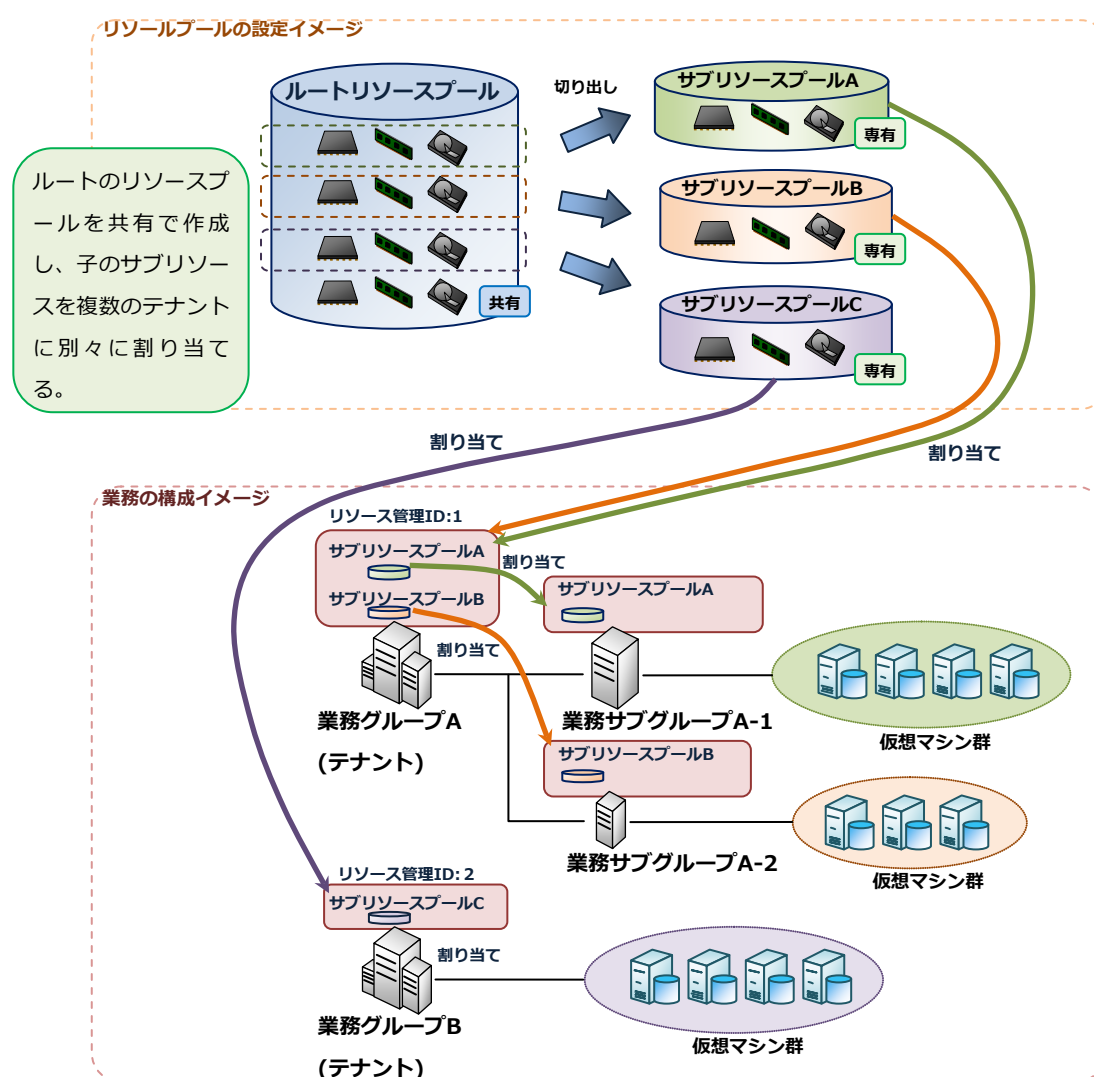 リソールプールの設定イメージ
ルートリソースプール
切り出し
サブリソースプールA
専有
サブリソースプールB
専有
サブリソースプールC
専有
共有
ルートのリソースプ
ールを共有で作成
し、子のサブリソー
スを複数のテナント
に別々に割り当て
る。
割り当て
割り当て
業務の構成イメージ
リソース管理ID:1
サブリソースプールA
サブリソースプールB
割り当て
サブリソースプールA
割り当て
業務グループA
(テナント)
業務サブグループA-1
仮想マシン群
サブリソースプールB
業務サブグループA-2
仮想マシン群
リソース管理ID:2
サブリソースプールC
割り当て
業務グループB
(テナント)
仮想マシン群